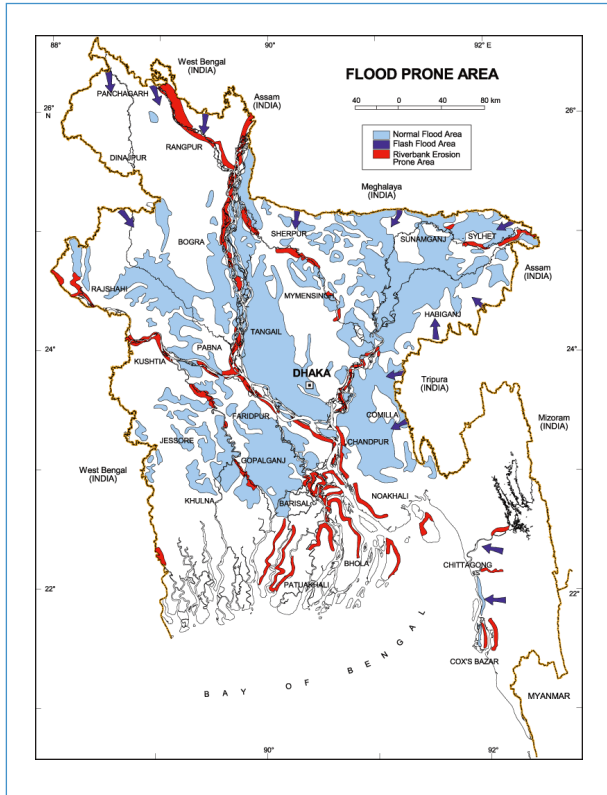 88°
90°
92° E
West Bengal
(INDIA)
FLOOD PRONE AREA
40 0 40 80 km
Assam
(INDIA)
26°
N
26°
PANCHAGARH
DINAJPUR
RANGPUR
Normal Flood Area
Flash Flood Area
Riverbank Erosion
Prone Area
Meghalaya
(INDIA)
SHERPUR
SUNAMGANJ
SYLHET
BOGRA
Assam
(INDIA)
RAJSHAHI
MYMENSINGH
HABIGANJ
TANGAIL
24°
24°
PABNA
KUSHTIA
DHAKA
Tripura
(INDIA)
FARIDPUR
COMILLA
Mizoram
(INDIA)
JESSORE
CHANDPUR
West Bengal
(INDIA)
GOPALGANJ
KHULNA
BARISAL
NOAKHALI
BHOLA
CHITTAGONG
PATUAKHALI
22°
22°
BAY OF BENGAL
COX'S BAZAR
MYANMAR
90°
92°